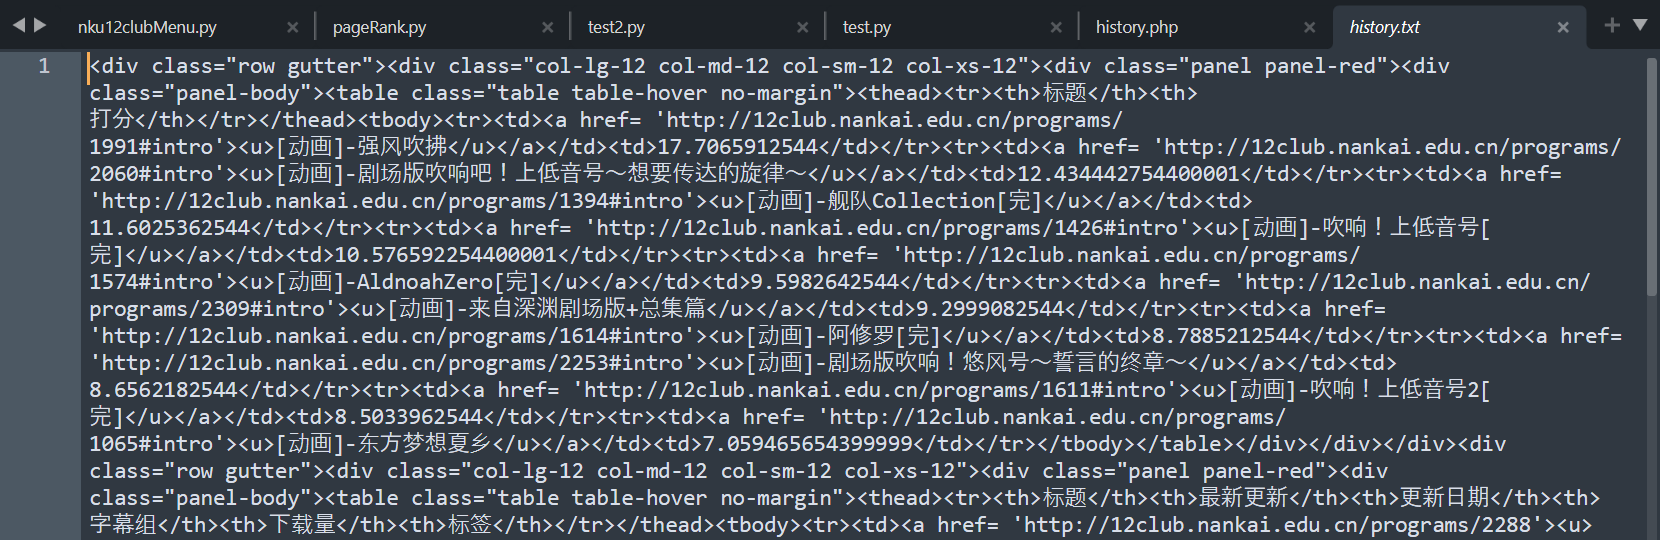 nku12clubMenu.py pageRank.py test2.py test.py history.php history.txt
1 <div class="row gutter"><div class="col-lg-12 col-md-12 col-sm-12 col-xs-12"><div class="panel panel-red"><div
class="panel-body"><table class="table table-hover no-margin"><thead><tr><th>标题</th><th>
打分</th></tr></thead><tbody><tr><td><a href= 'http://12club.nankai.edu.cn/programs/
1991#intro'><u>[动画]-强风吹拂</u></a></td><td>17.7065912544</td></tr><tr><td><a href= 'http://12club.nankai.edu.cn/programs/
2060#intro'><u>[动画]-剧场版吹响吧！上低音号～想要传达的旋律～</u></a></td><td>12.434442754400001</td></tr><tr><td><a href=
'http://12club.nankai.edu.cn/programs/1394#intro'><u>[动画]-舰队Collection[完]</u></a></td><td>
11.6025362544</td></tr><tr><td><a href= 'http://12club.nankai.edu.cn/programs/1426#intro'><u>[动画]-吹响！上低音号[
完]</u></a></td><td>10.576592254400001</td></tr><tr><td><a href= 'http://12club.nankai.edu.cn/programs/
1574#intro'><u>[动画]-AldnoahZero[完]</u></a></td><td>9.5982642544</td></tr><tr><td><a href= 'http://12club.nankai.edu.cn/
programs/2309#intro'><u>[动画]-来自深渊剧场版+总集篇</u></a></td><td>9.2999082544</td></tr><tr><td><a href=
'http://12club.nankai.edu.cn/programs/1614#intro'><u>[动画]-阿修罗[完]</u></a></td><td>8.7885212544</td></tr><tr><td><a href=
'http://12club.nankai.edu.cn/programs/2253#intro'><u>[动画]-剧场版吹响！悠风号～誓言的终章～</u></a></td><td>
8.6562182544</td></tr><tr><td><a href= 'http://12club.nankai.edu.cn/programs/1611#intro'><u>[动画]-吹响！上低音号2[
完]</u></a></td><td>8.5033962544</td></tr><tr><td><a href= 'http://12club.nankai.edu.cn/programs/
1065#intro'><u>[动画]-东方梦想夏乡</u></a></td><td>7.059465654399999</td></tr></tbody></table></div></div></div><div
class="row gutter"><div class="col-lg-12 col-md-12 col-sm-12 col-xs-12"><div class="panel panel-red"><div
class="panel-body"><table class="table table-hover no-margin"><thead><tr><th>标题</th><th>最新更新</th><th>更新日期</th><th>
字幕组</th><th>下载量</th><th>标签</th></tr></thead><tbody><tr><td><a href= 'http://12club.nankai.edu.cn/programs/2288'><u>